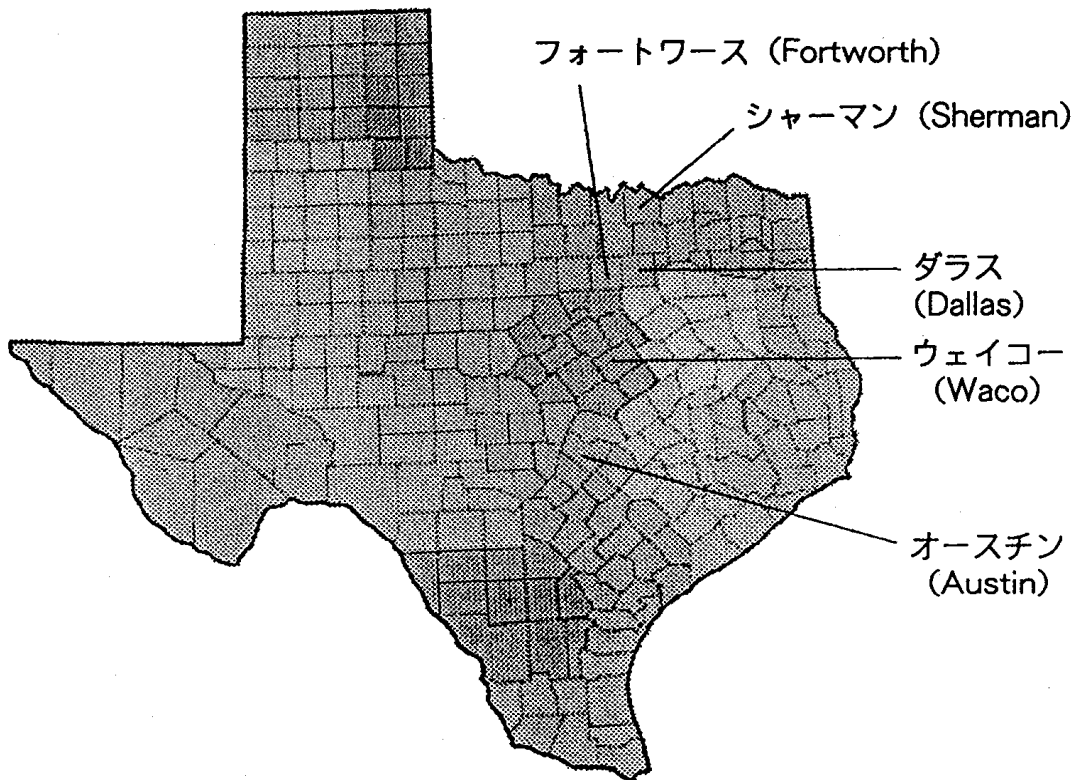 フォートワース (Fortworth)
シャーマン (Sherman)
ダラス
(Dallas)
ウェイコー
(Waco)
オースチン
(Austin)